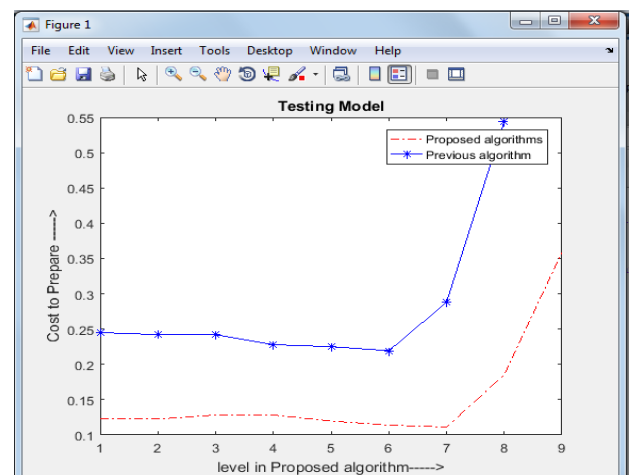 Figure 1
File Edit View Insert Tools Desktop Window Help
Testing Model
Proposed algorithms
Previous algorithm
Cost to Prepare ----->
0.55
0.5
0.45
0.4
0.35
0.3
0.25
0.2
0.15
0.1
1 2 3 4 5 6 7 8 9
level in Proposed algorithm----->